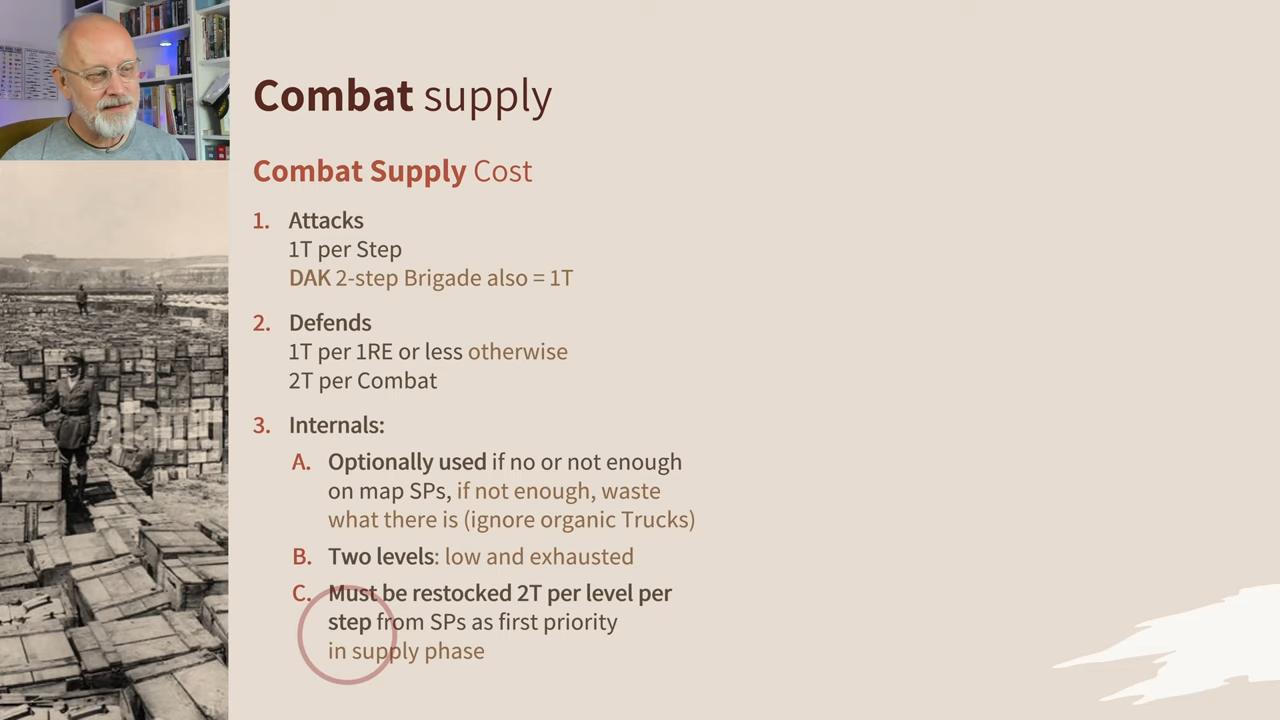 Combat supply
Combat Supply Cost
1. Attacks
1T per Step
DAK 2-step Brigade also = 1T
2. Defends
1T per 1RE or less otherwise
2T per Combat
3. Internals:
A. Optionally used if no or not enough
on map SPs, if not enough, waste
what there is (ignore organic Trucks)
B. Two levels: low and exhausted
C. Must be restocked 2T per level per
step from SPs as first priority
in supply phase